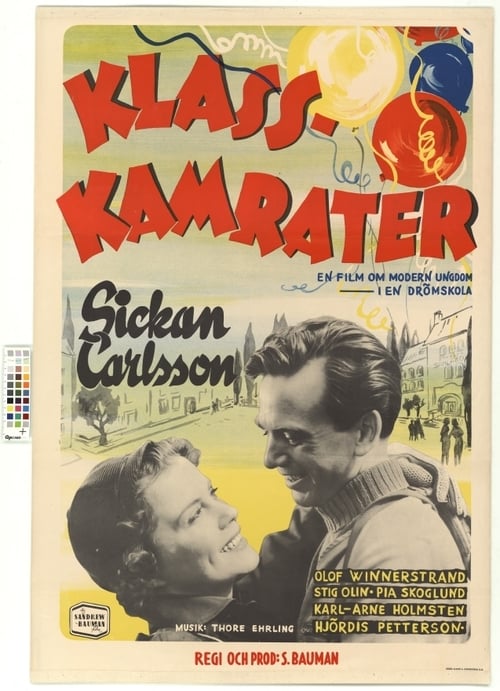 KLASS-
KAMRATER
EN FILM OM MODERN UNGDOM
— I EN DRÖMSKOLA
Sickan
Carlsson
OLOF WINNERSTRAND
STIG OLIN · PIA SKOGLUND
KARL-ARNE HOLMSTEN
HJÖRDIS PETTERSON ·
MUSIK: THORE EHRLING
SANDREW
-BAUMAN
REGI OCH PROD: S. BAUMAN